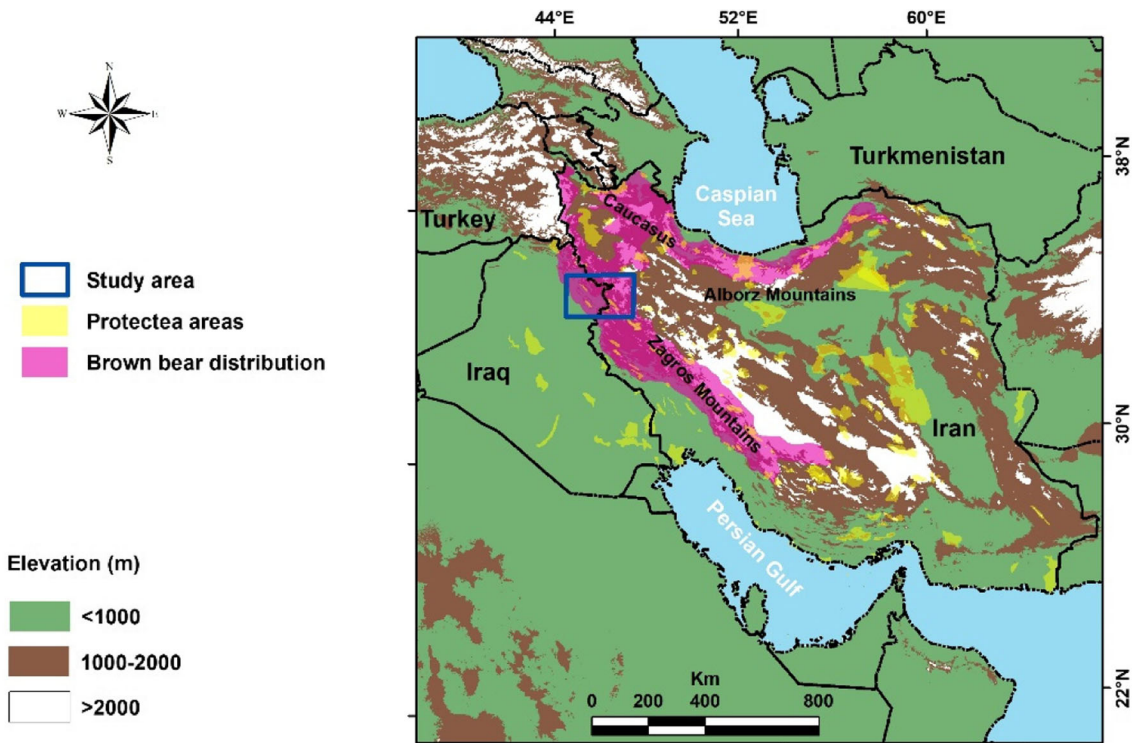 44°E 52°E 60°E
N
W E
S
38°N
Turkmenistan
Caspian
Sea
Turkey
Caucasus
Study area
Alborz Mountains
Protectea areas
Brown bear distribution
Iraq
Zagros Mountains
Iran
30°N
Persian Gulf
Elevation (m)
<1000
1000-2000
>2000
Km
0 200 400 800
22°N